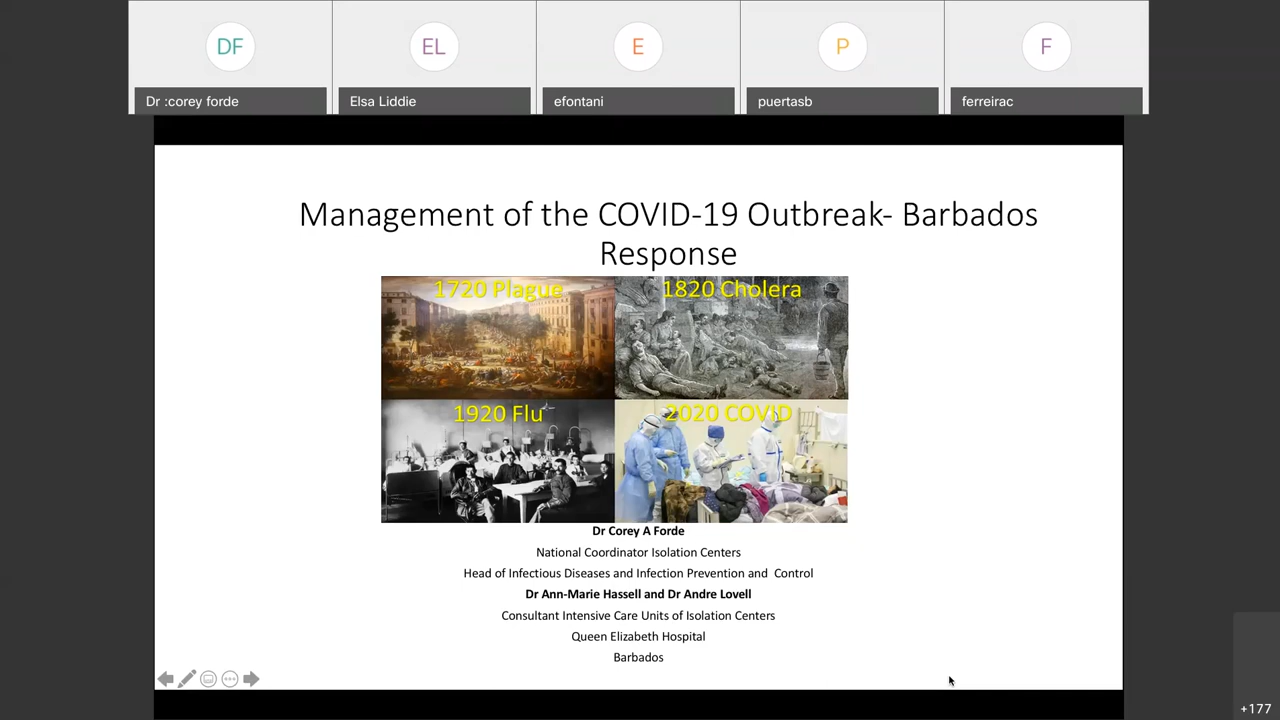 DF
EL
E
P
F
Dr :corey forde
Elsa Liddie
efontani
puertasb
ferreirac
Management of the COVID-19 Outbreak- Barbados
Response
1720 Plague
1820 Cholera
1920 Flu
2020 COVID
Dr Corey A Forde
National Coordinator Isolation Centers
Head of Infectious Diseases and Infection Prevention and Control
Dr Ann-Marie Hassell and Dr Andre Lovell
Consultant Intensive Care Units of Isolation Centers
Queen Elizabeth Hospital
Barbados
+177